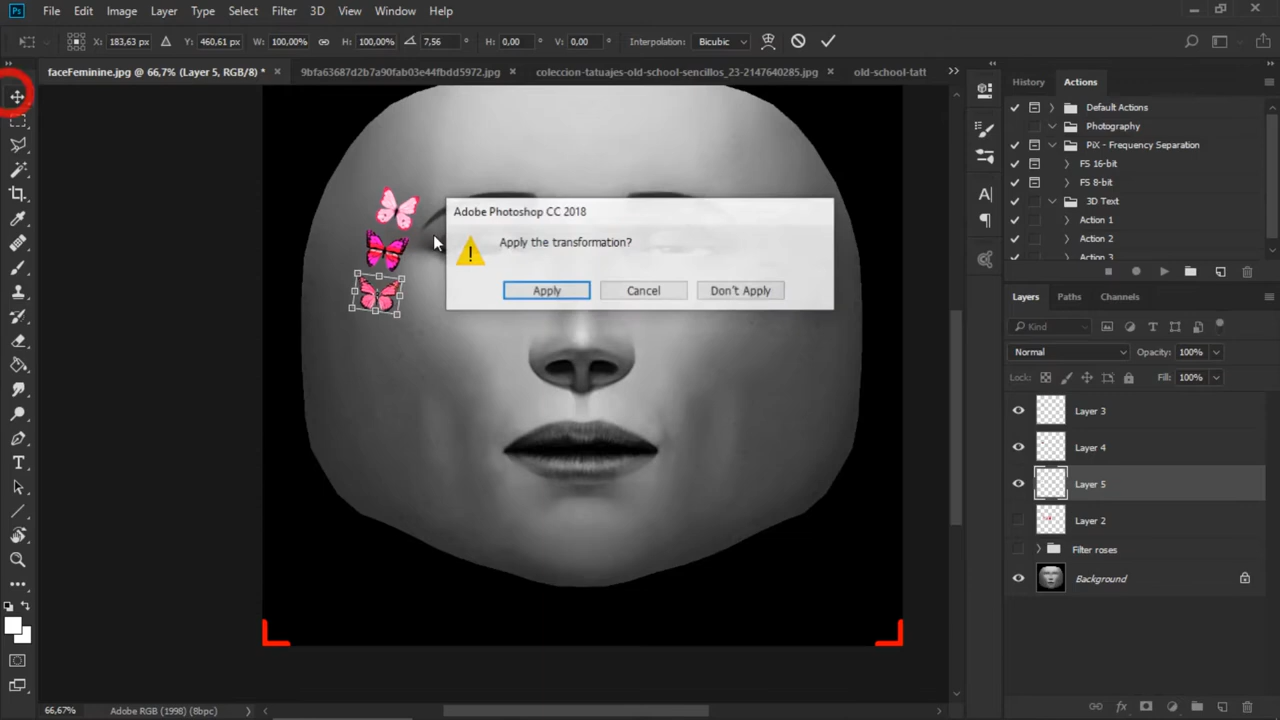 Ps File Edit Image Layer Type Select Filter 3D View Window Help
X: 183,63 px Y: 460,61 px W: 100,00% H: 100,00% 7,56 ° H: 0,00 ° V: 0,00 ° Interpolation: Bicubic
faceFeminine.jpg @ 66,7% (Layer 5, RGB/8) * × 9bfa63687d2b7a90fab03e44fbdd5972.jpg × coleccion-tatuajes-old-school-sencillos_23-2147640285.jpg × old-school-tatt
History Actions
Default Actions
Photography
PiX - Frequency Separation
FS 16-bit
FS 8-bit
3D Text
Action 1
Action 2
Action 3
Adobe Photoshop CC 2018
Apply the transformation?
Apply Cancel Don't Apply
Layers Paths Channels
Kind
Normal Opacity: 100%
Lock: Fill: 100%
Layer 3
Layer 4
Layer 5
Layer 2
Filter roses
Background
66,67% Adobe RGB (1998) (8bpc)